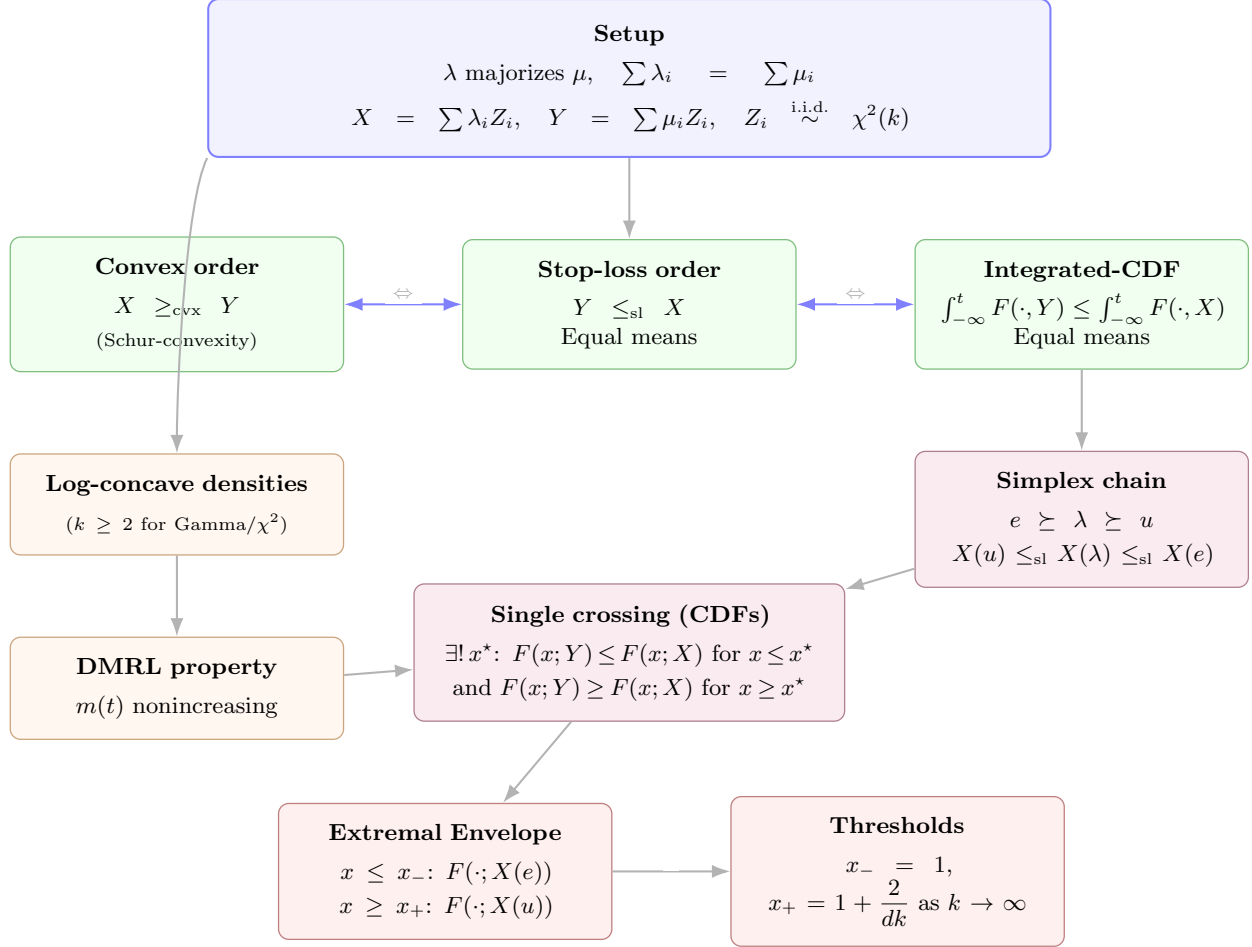 Setup
λ majorizes μ, ∑ λᵢ = ∑ μᵢ
X = ∑ λᵢZᵢ, Y = ∑ μᵢZᵢ, Zᵢ i.i.d. ∼ χ²(k)
Convex order
X ≥cvx Y
(Schur-convexity)
⇔
Stop-loss order
Y ≤sl X
Equal means
⇔
Integrated-CDF
∫₋∞ᵗ F(·, Y) ≤ ∫₋∞ᵗ F(·, X)
Equal means
Log-concave densities
(k ≥ 2 for Gamma/χ²)
Simplex chain
e ⪰ λ ⪰ u
X(u) ≤sl X(λ) ≤sl X(e)
DMRL property
m(t) nonincreasing
Single crossing (CDFs)
∃! x⋆: F(x; Y) ≤ F(x; X) for x ≤ x⋆
and F(x; Y) ≥ F(x; X) for x ≥ x⋆
Extremal Envelope
x ≤ x₋: F(·; X(e))
x ≥ x₊: F(·; X(u))
Thresholds
x₋ = 1,
x₊ = 1 + 2/dk as k → ∞